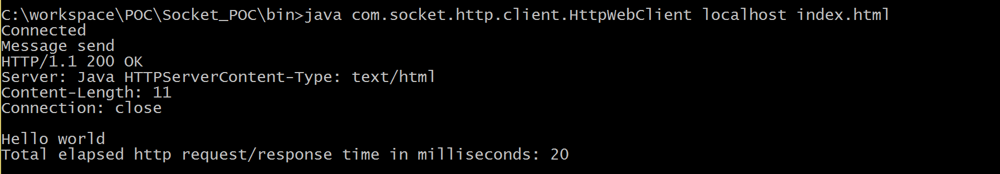 C:\workspace\POC\Socket_POC\bin>java com.socket.http.client.HttpWebClient localhost index.html
Connected
Message send
HTTP/1.1 200 OK
Server: Java HTTPServerContent-Type: text/html
Content-Length: 11
Connection: close
Hello world
Total elapsed http request/response time in milliseconds: 20